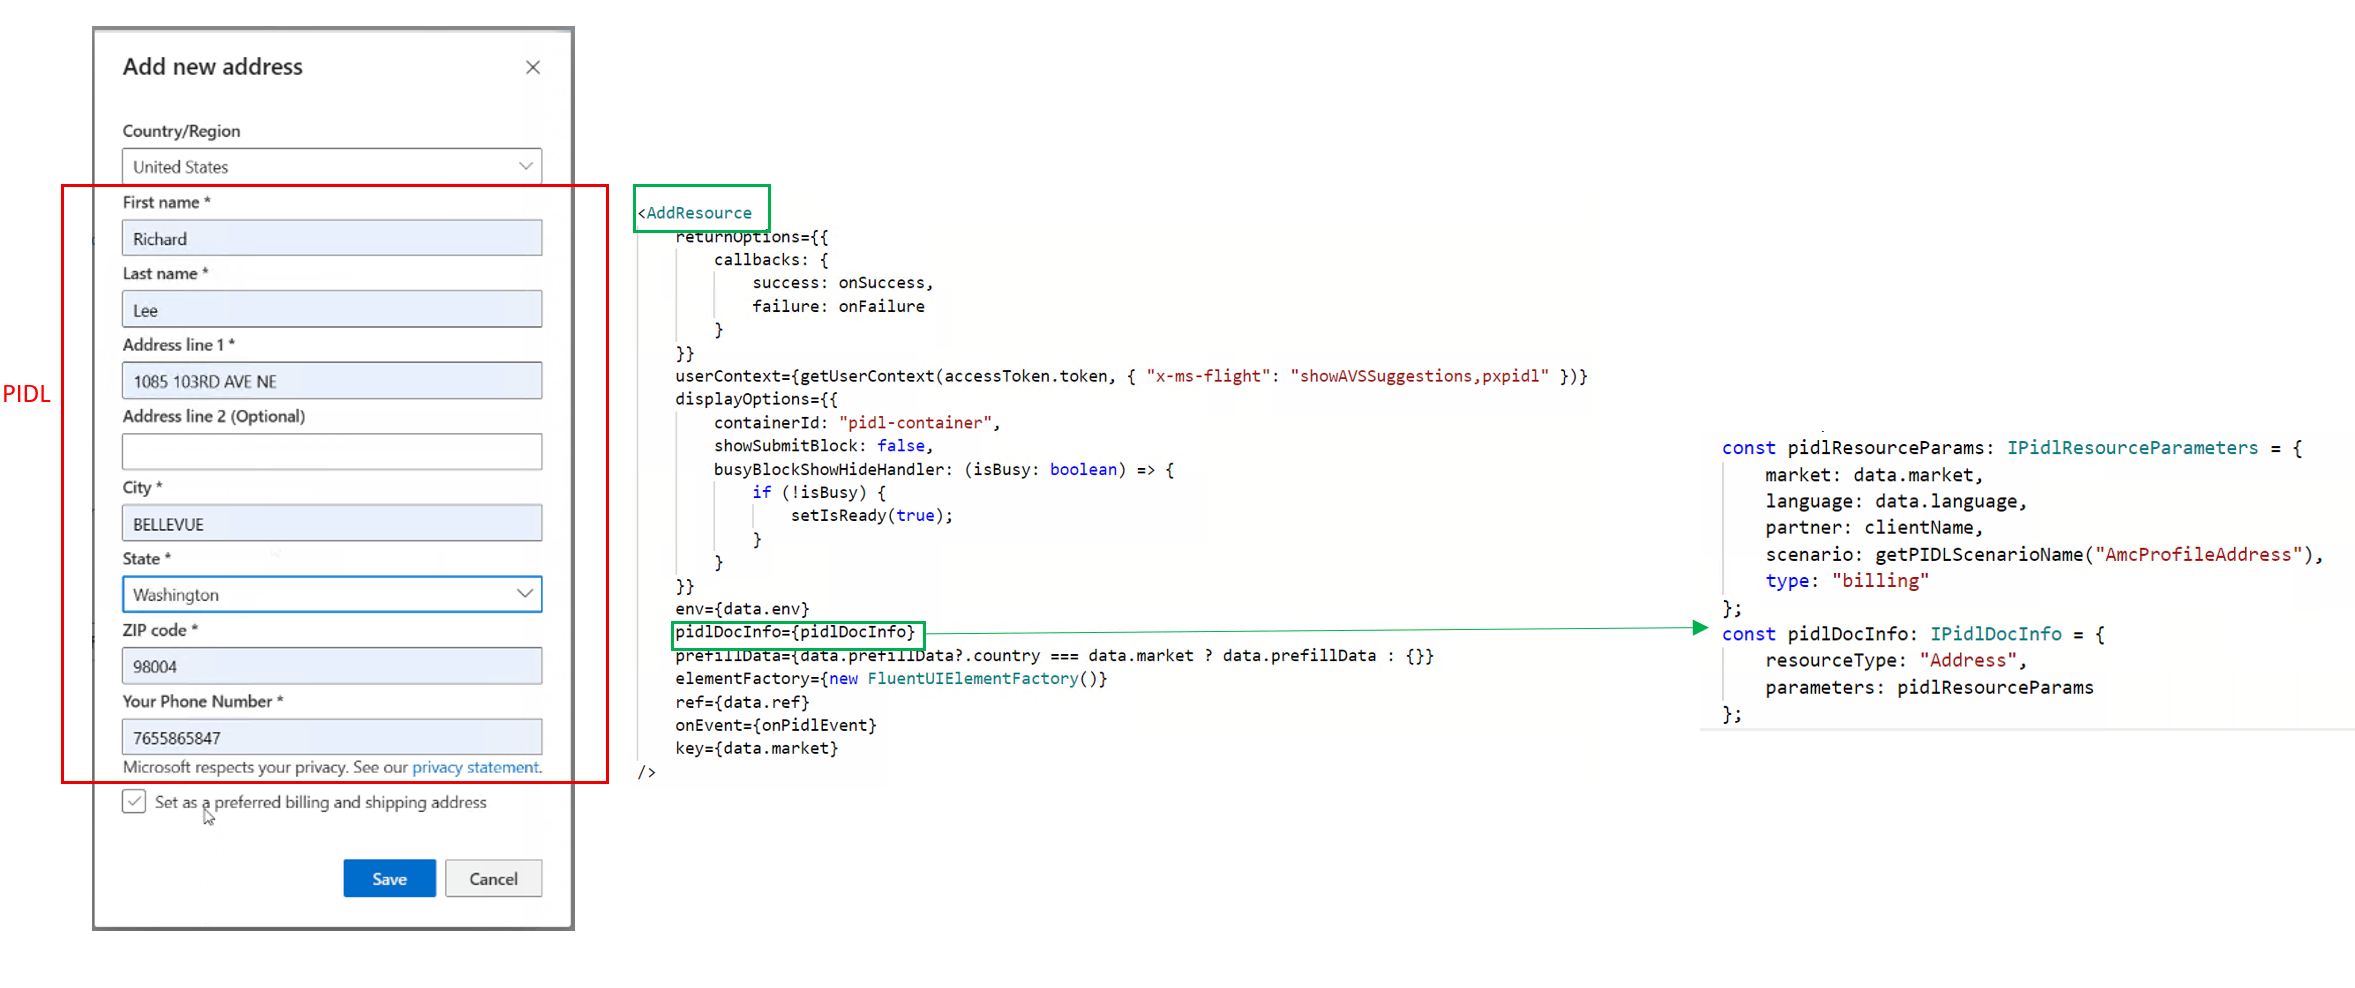 Add new address
Country/Region
United States
First name *
Richard
Last name *
Lee
Address line 1 *
1085 103RD AVE NE
Address line 2 (Optional)
City *
BELLEVUE
State *
Washington
ZIP code *
98004
Your Phone Number *
7655865847
Microsoft respects your privacy. See our privacy statement.
Set as a preferred billing and shipping address
Save
Cancel
PIDL
<AddResource
returnOptions={{
callbacks: {
success: onSuccess,
failure: onFailure
}
}}
userContext={getUserContext(accessToken.token, { "x-ms-flight": "showAVSSuggestions,pxpidl" })}
displayOptions={{
containerId: "pidl-container",
showSubmitBlock: false,
busyBlockShowHideHandler: (isBusy: boolean) => {
if (!isBusy) {
setIsReady(true);
}
}
}}
env={data.env}
pidlDocInfo={pidlDocInfo}
prefillData={data.prefillData?.country === data.market ? data.prefillData : {}}
elementFactory={new FluentUIElementFactory()}
ref={data.ref}
onEvent={onPidlEvent}
key={data.market}
/>
const pidlResourceParams: IPidlResourceParameters = {
market: data.market,
language: data.language,
partner: clientName,
scenario: getPIDLScenarioName("AmcProfileAddress"),
type: "billing"
};
const pidlDocInfo: IPidlDocInfo = {
resourceType: "Address",
parameters: pidlResourceParams
};